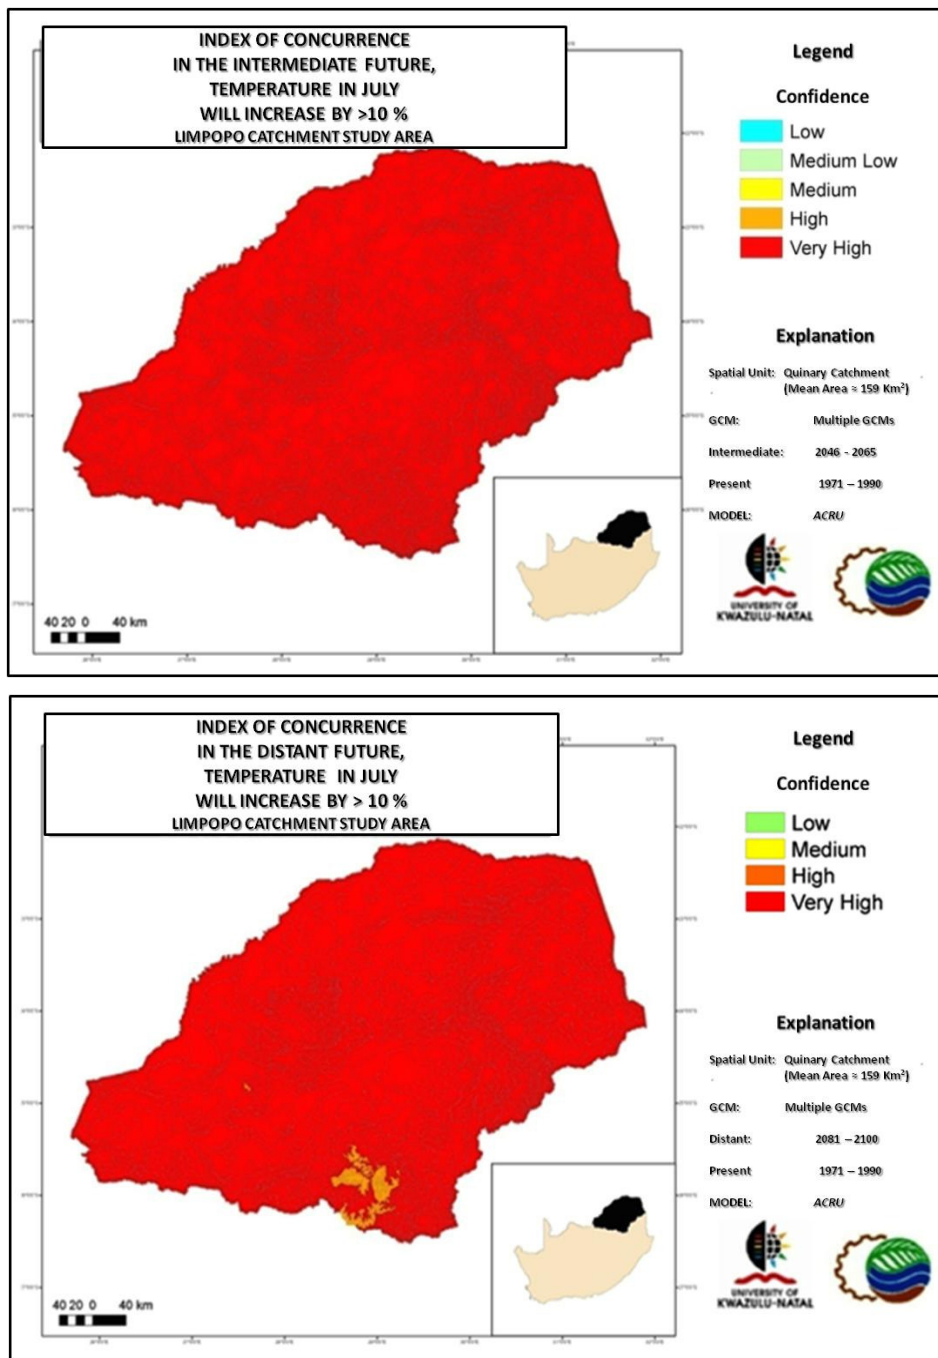 INDEX OF CONCURRENCE
IN THE INTERMEDIATE FUTURE,
TEMPERATURE IN JULY
WILL INCREASE BY >10 %
LIMPOPO CATCHMENT STUDY AREA
Legend
Confidence
Low
Medium Low
Medium
High
Very High
Explanation
Spatial Unit: Quinary Catchment
(Mean Area ≈ 159 Km²)
GCM: Multiple GCMs
Intermediate: 2046 - 2065
Present 1971 – 1990
MODEL: ACRU
UNIVERSITY OF
KWAZULU-NATAL
40 20 0 40 km
INDEX OF CONCURRENCE
IN THE DISTANT FUTURE,
TEMPERATURE IN JULY
WILL INCREASE BY > 10 %
LIMPOPO CATCHMENT STUDY AREA
Legend
Confidence
Low
Medium
High
Very High
Explanation
Spatial Unit: Quinary Catchment
(Mean Area ≈ 159 Km²)
GCM: Multiple GCMs
Distant: 2081 – 2100
Present 1971 – 1990
MODEL: ACRU
UNIVERSITY OF
KWAZULU-NATAL
40 20 0 40 km